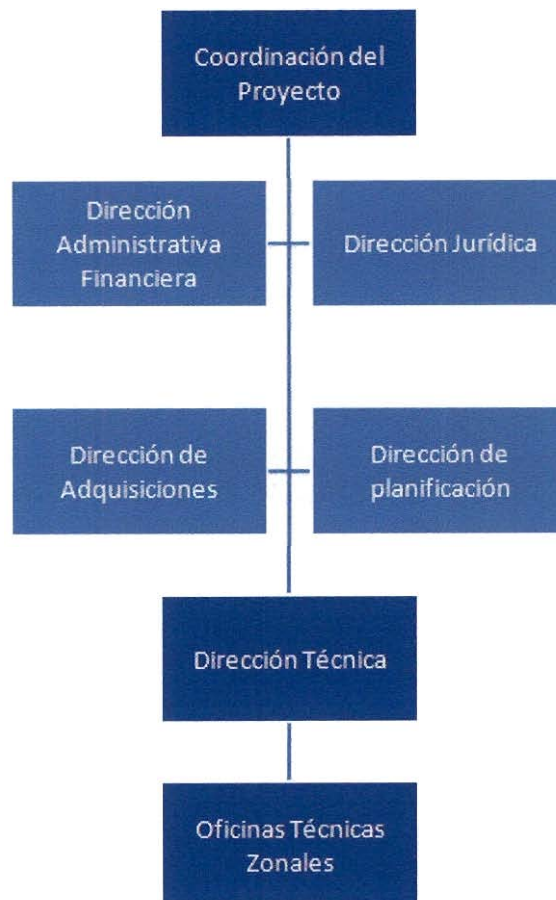 Coordinación del
Proyecto
Dirección
Administrativa
Financiera
Dirección Jurídica
Dirección de
Adquisiciones
Dirección de
planificación
Dirección Técnica
Oficinas Técnicas
Zonales